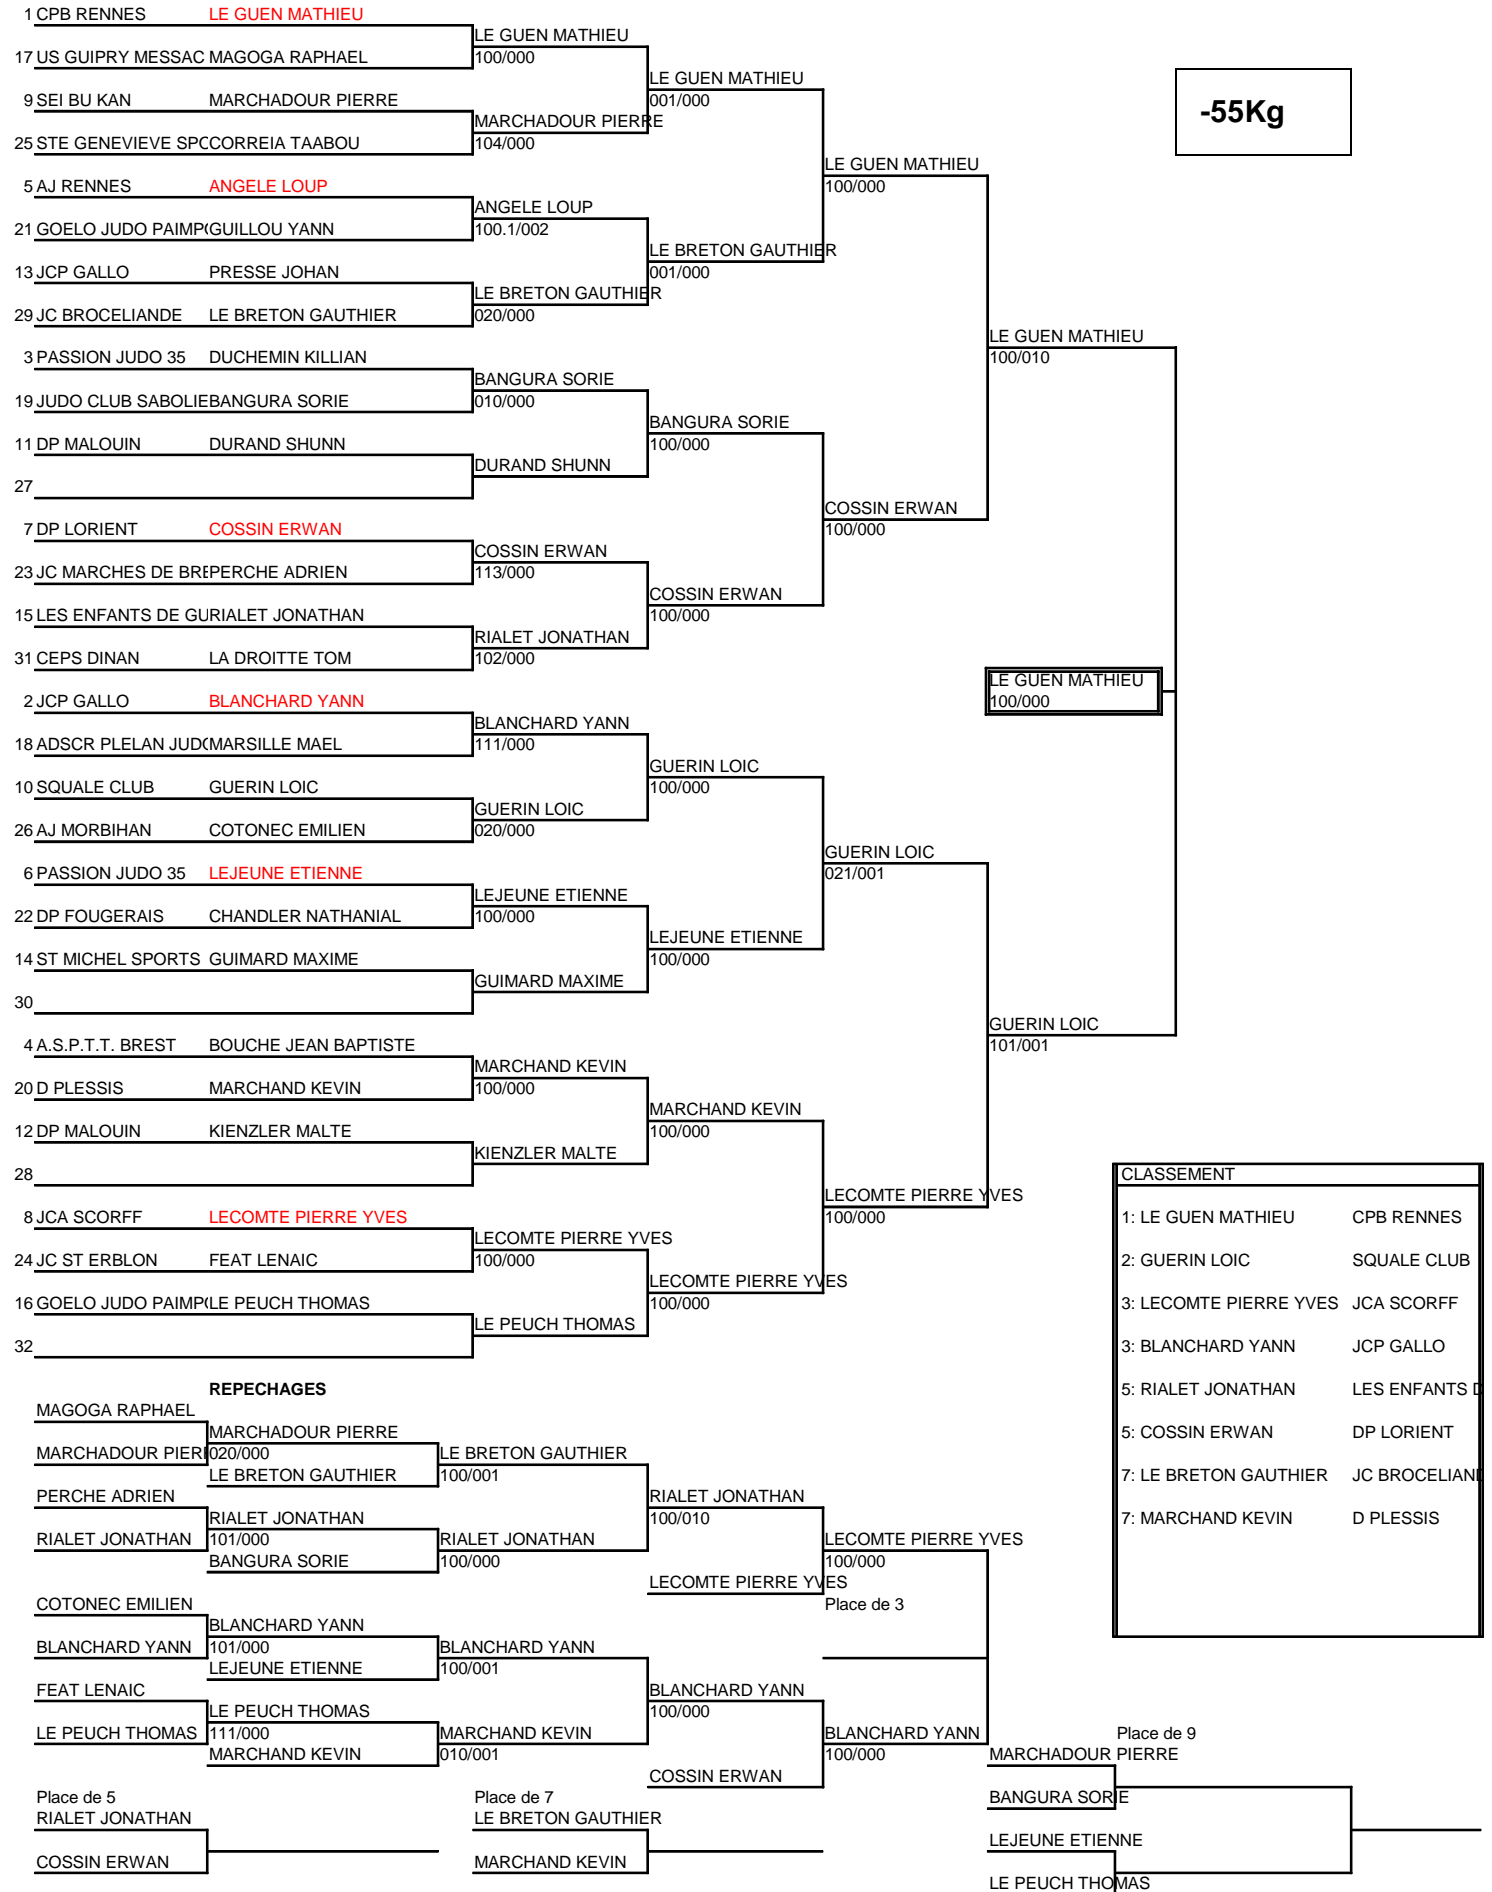 1 CPB RENNES LE GUEN MATHIEU
LE GUEN MATHIEU
17 US GUIPRY MESSAC MAGOGA RAPHAEL 100/000
LE GUEN MATHIEU
9 SEI BU KAN MARCHADOUR PIERRE 001/000
-55Kg
MARCHADOUR PIERRE
25 STE GENEVIEVE SPC CORREIA TAABOU 104/000
LE GUEN MATHIEU
5 AJ RENNES ANGELE LOUP 100/000
ANGELE LOUP
21 GOELO JUDO PAIMP GUILLOU YANN 100.1/002
LE BRETON GAUTHIER
13 JCP GALLO PRESSE JOHAN 001/000
LE BRETON GAUTHIER
29 JC BROCELIANDE LE BRETON GAUTHIER 020/000
LE GUEN MATHIEU
3 PASSION JUDO 35 DUCHEMIN KILLIAN 100/010
BANGURA SORIE
19 JUDO CLUB SABOLIE BANGURA SORIE 010/000
BANGURA SORIE
11 DP MALOUIN DURAND SHUNN 100/000
DURAND SHUNN
27
COSSIN ERWAN
7 DP LORIENT COSSIN ERWAN 100/000
COSSIN ERWAN
23 JC MARCHES DE BRE PERCHE ADRIEN 113/000
COSSIN ERWAN
15 LES ENFANTS DE GU RIALET JONATHAN 100/000
RIALET JONATHAN
31 CEPS DINAN LA DROITTE TOM 102/000
LE GUEN MATHIEU
2 JCP GALLO BLANCHARD YANN 100/000
BLANCHARD YANN
18 ADSCR PLELAN JUDO MARSILLE MAEL 111/000
GUERIN LOIC
10 SQUALE CLUB GUERIN LOIC 100/000
GUERIN LOIC
26 AJ MORBIHAN COTONEC EMILIEN 020/000
GUERIN LOIC
6 PASSION JUDO 35 LEJEUNE ETIENNE 021/001
LEJEUNE ETIENNE
22 DP FOUGERAIS CHANDLER NATHANIAL 100/000
LEJEUNE ETIENNE
14 ST MICHEL SPORTS GUIMARD MAXIME 100/000
GUIMARD MAXIME
30
GUERIN LOIC
4 A.S.P.T.T. BREST BOUCHE JEAN BAPTISTE 101/001
MARCHAND KEVIN
20 D PLESSIS MARCHAND KEVIN 100/000
MARCHAND KEVIN
12 DP MALOUIN KIENZLER MALTE 100/000
KIENZLER MALTE
28
CLASSEMENT
LECOMTE PIERRE YVES
8 JCA SCORFF LECOMTE PIERRE YVES 100/000
1: LE GUEN MATHIEU CPB RENNES
LECOMTE PIERRE YVES
24 JC ST ERBLON FEAT LENAIC 100/000
2: GUERIN LOIC SQUALE CLUB
LECOMTE PIERRE YVES
16 GOELO JUDO PAIMP LE PEUCH THOMAS 100/000
3: LECOMTE PIERRE YVES JCA SCORFF
LE PEUCH THOMAS
32
3: BLANCHARD YANN JCP GALLO
REPECHAGES
5: RIALET JONATHAN LES ENFANTS D
MAGOGA RAPHAEL
MARCHADOUR PIERRE
5: COSSIN ERWAN DP LORIENT
MARCHADOUR PIER 020/000 LE BRETON GAUTHIER
LE BRETON GAUTHIER 100/001
7: LE BRETON GAUTHIER JC BROCELIAND
PERCHE ADRIEN RIALET JONATHAN
RIALET JONATHAN 100/010
7: MARCHAND KEVIN D PLESSIS
RIALET JONATHAN 101/000 RIALET JONATHAN LECOMTE PIERRE YVES
BANGURA SORIE 100/000 100/000
LECOMTE PIERRE YVES
COTONEC EMILIEN Place de 3
BLANCHARD YANN
BLANCHARD YANN 101/000 BLANCHARD YANN
LEJEUNE ETIENNE 100/001
FEAT LENAIC BLANCHARD YANN
LE PEUCH THOMAS 100/000
LE PEUCH THOMAS 111/000 MARCHAND KEVIN BLANCHARD YANN Place de 9
MARCHAND KEVIN 010/001 100/000 MARCHADOUR PIERRE
COSSIN ERWAN
Place de 5 Place de 7 BANGURA SORIE
RIALET JONATHAN LE BRETON GAUTHIER
LEJEUNE ETIENNE
COSSIN ERWAN MARCHAND KEVIN
LE PEUCH THOMAS